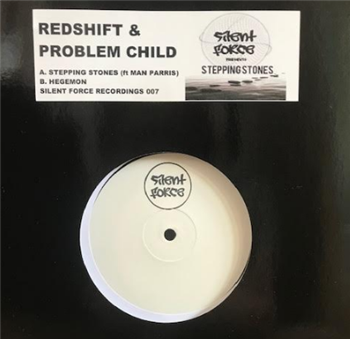 REDSHIFT &
PROBLEM CHILD
A. STEPPING STONES (ft MAN PARRIS)
B. HEGEMON
SILENT FORCE RECORDINGS 007
Silent
Force
PRESENTS
STEPPING STONES
Silent
Force